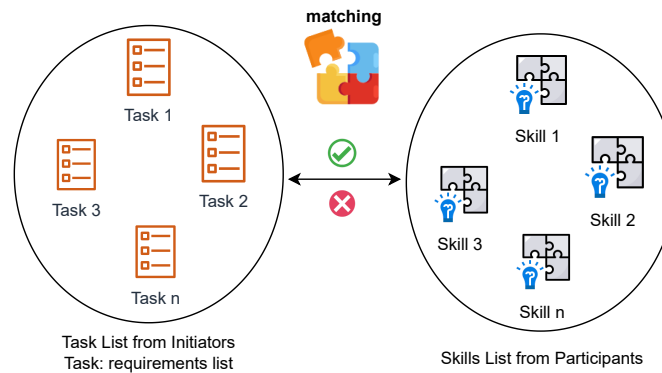 matching
Task 1
Task 2
Task 3
Task n
Skill 1
Skill 2
Skill 3
Skill n
Task List from Initiators
Task: requirements list
Skills List from Participants